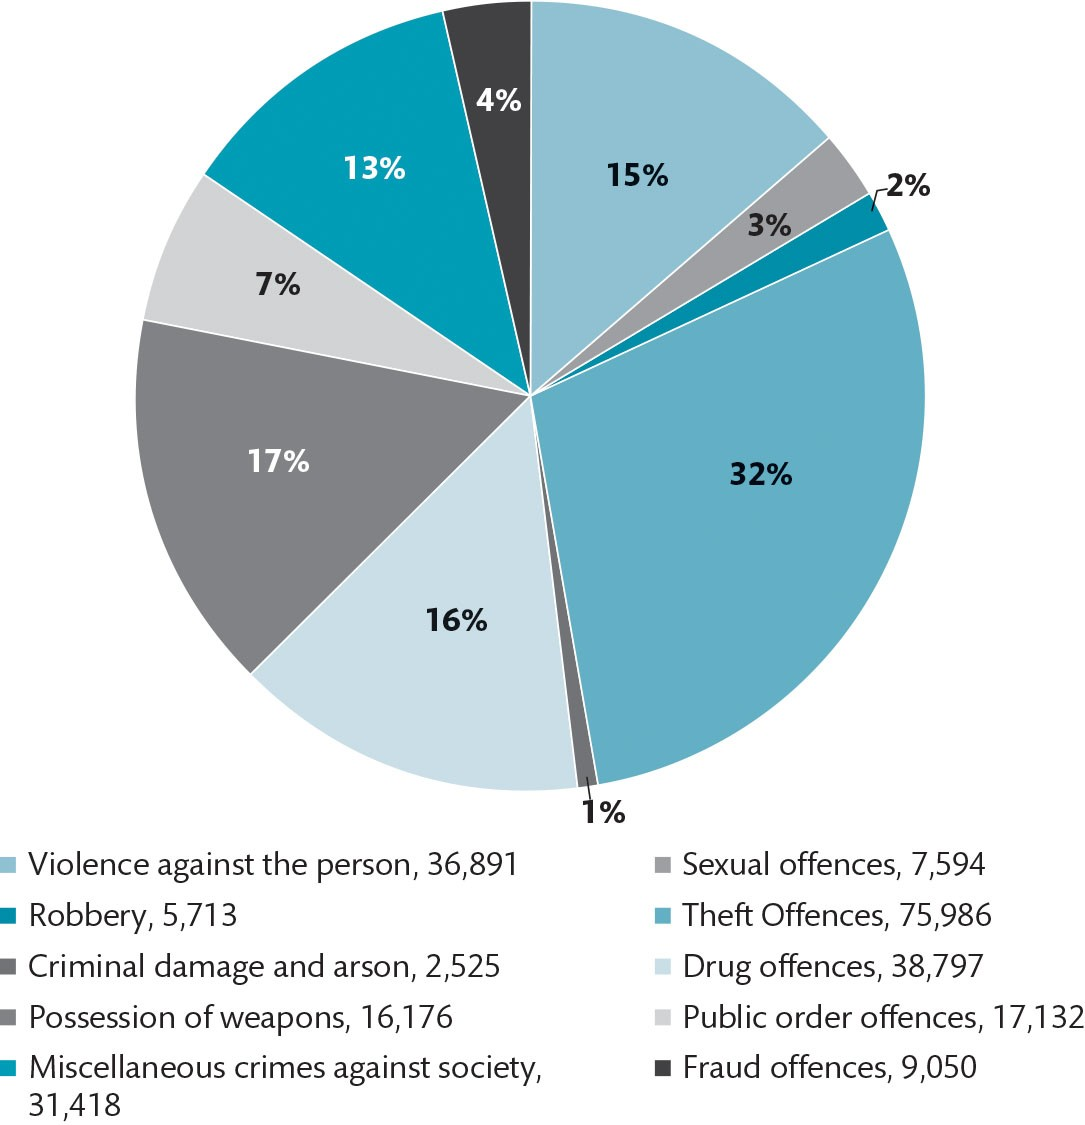 4%
15%
13%
2%
3%
7%
17%
32%
16%
1%
Violence against the person, 36,891
Sexual offences, 7,594
Robbery, 5,713
Theft Offences, 75,986
Criminal damage and arson, 2,525
Drug offences, 38,797
Possession of weapons, 16,176
Public order offences, 17,132
Miscellaneous crimes against society,
31,418
Fraud offences, 9,050